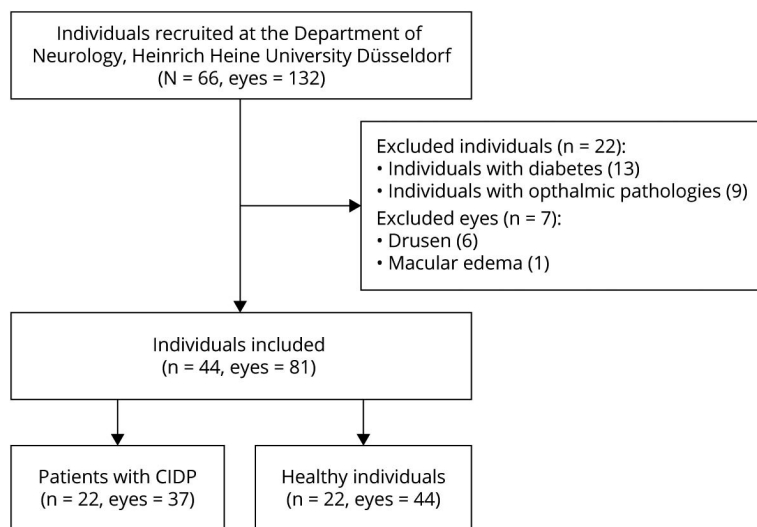 Individuals recruited at the Department of
Neurology, Heinrich Heine University Düsseldorf
(N = 66, eyes = 132)
Excluded individuals (n = 22):
• Individuals with diabetes (13)
• Individuals with opthalmic pathologies (9)
Excluded eyes (n = 7):
• Drusen (6)
• Macular edema (1)
Individuals included
(n = 44, eyes = 81)
Patients with CIDP
(n = 22, eyes = 37)
Healthy individuals
(n = 22, eyes = 44)